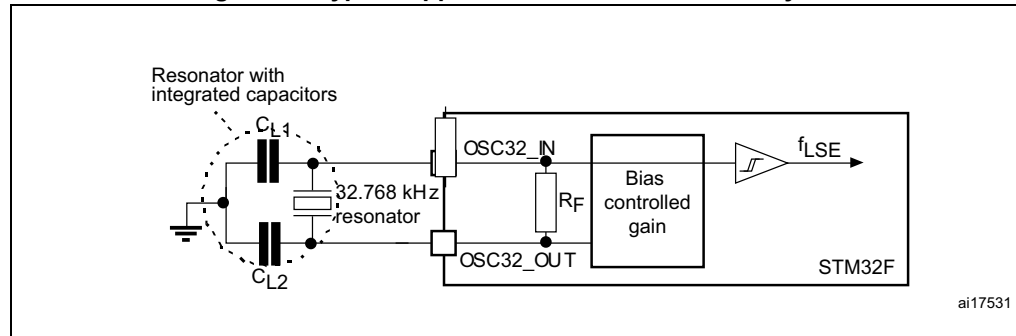 Resonator with
integrated capacitors
CL1
OSC32_IN
fLSE
32.768 kHz
resonator
RF
Bias
controlled
gain
OSC32_OUT
STM32F
CL2
ai17531